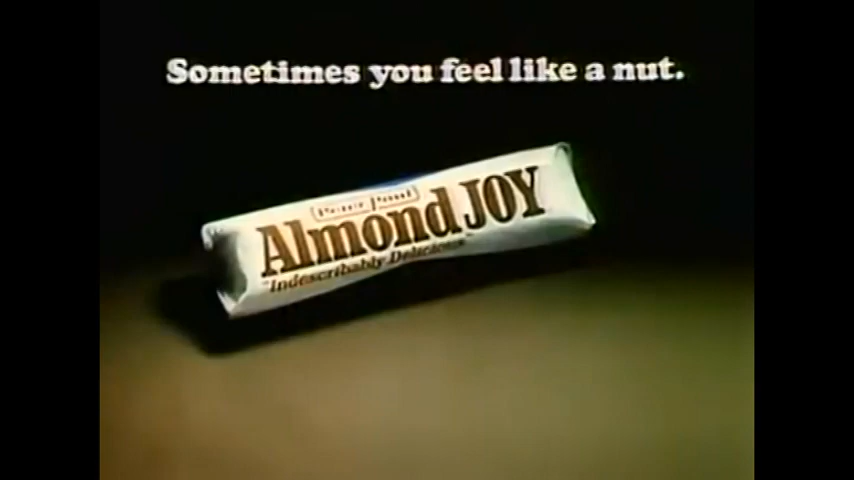 Sometimes you feel like a nut.
Almond JOY
"Indescribably Delicious"